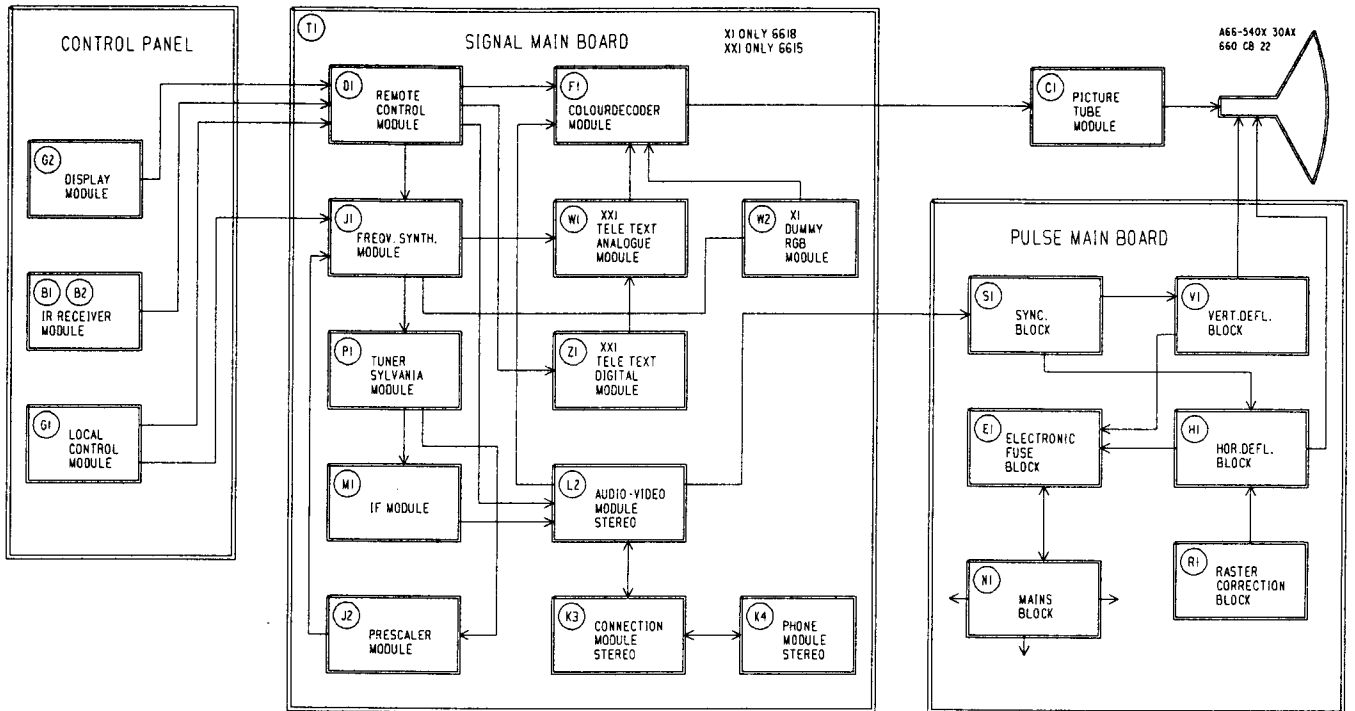 CONTROL PANEL
G2
DISPLAY
MODULE
B1 B2
IR RECEIVER
MODULE
G1
LOCAL
CONTROL
MODULE
T1
SIGNAL MAIN BOARD
X1 ONLY 6618
XX1 ONLY 6615
D1
REMOTE
CONTROL
MODULE
F1
COLOURDECODER
MODULE
J1
FREQV. SYNTH.
MODULE
W1
XX1
TELE TEXT
ANALOGUE
MODULE
W2
X1
DUMMY
RGB
MODULE
P1
TUNER
SYLVANIA
MODULE
Z1
XX1
TELE TEXT
DIGITAL
MODULE
M1
IF MODULE
L2
AUDIO-VIDEO
MODULE
STEREO
J2
PRESCALER
MODULE
K3
CONNECTION
MODULE
STEREO
K4
PHONE
MODULE
STEREO
C1
PICTURE
TUBE
MODULE
A66-540X 30AX
660 CB 22
PULSE MAIN BOARD
S1
SYNC.
BLOCK
V1
VERT.DEFL.
BLOCK
E1
ELECTRONIC
FUSE
BLOCK
H1
HOR.DEFL.
BLOCK
N1
MAINS
BLOCK
R1
RASTER
CORRECTION
BLOCK